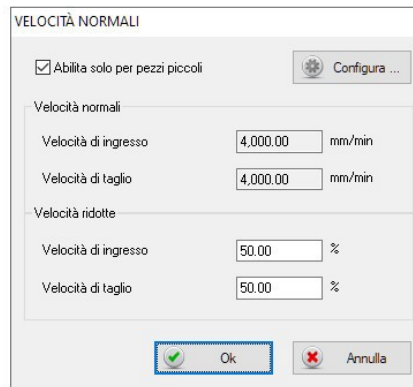 VELOCITÀ NORMALI
Abilita solo per pezzi piccoli Configura ...
Velocità normali
Velocità di ingresso 4,000.00 mm/min
Velocità di taglio 4,000.00 mm/min
Velocità ridotte
Velocità di ingresso 50.00 %
Velocità di taglio 50.00 %
Ok Annulla